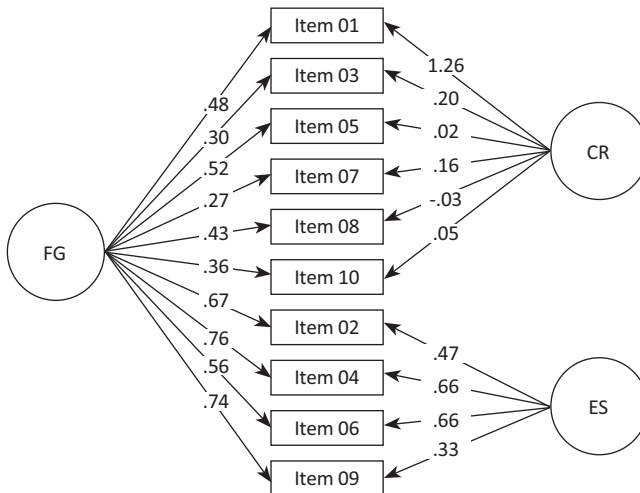 Item 01
1.26
Item 03
.48
.20
.30
Item 05
.02
CR
.52
Item 07
.16
.27
-.03
Item 08
.43
.05
FG
.36
Item 10
.67
Item 02
.76
.47
.56
Item 04
.66
.74
ES
Item 06
.66
.33
Item 09